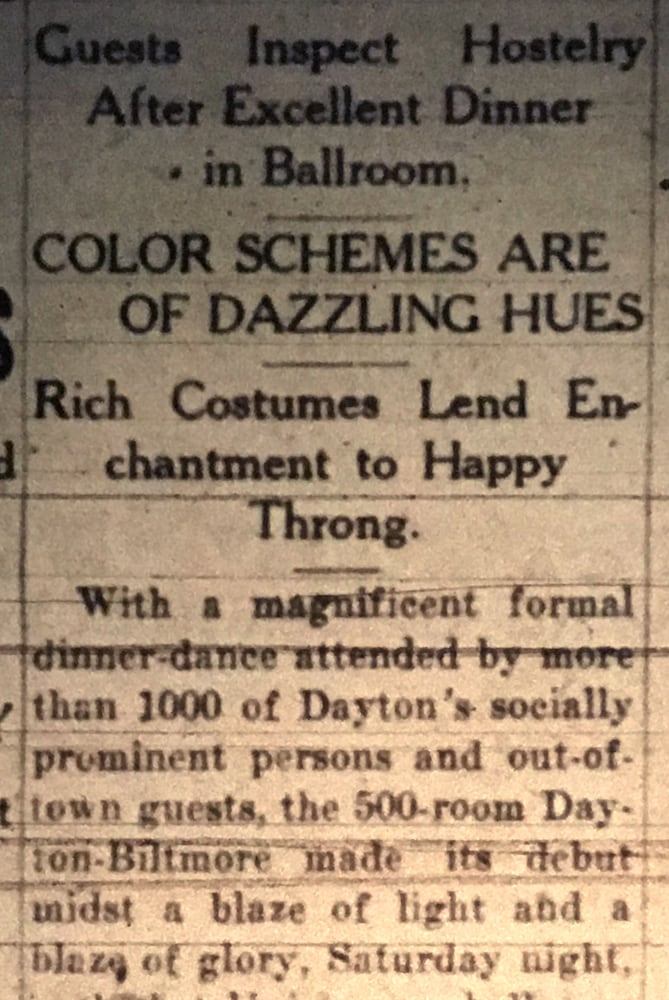 Guests Inspect Hostelry
After Excellent Dinner
in Ballroom.
COLOR SCHEMES ARE
OF DAZZLING HUES
Rich Costumes Lend En-
chantment to Happy
Throng.
With a magnificent formal
dinner-dance attended by more
than 1000 of Dayton's socially
prominent persons and out-of-
town guests, the 500-room Day-
ton-Biltmore made its debut
midst a blaze of light and a
blaze of glory, Saturday night,